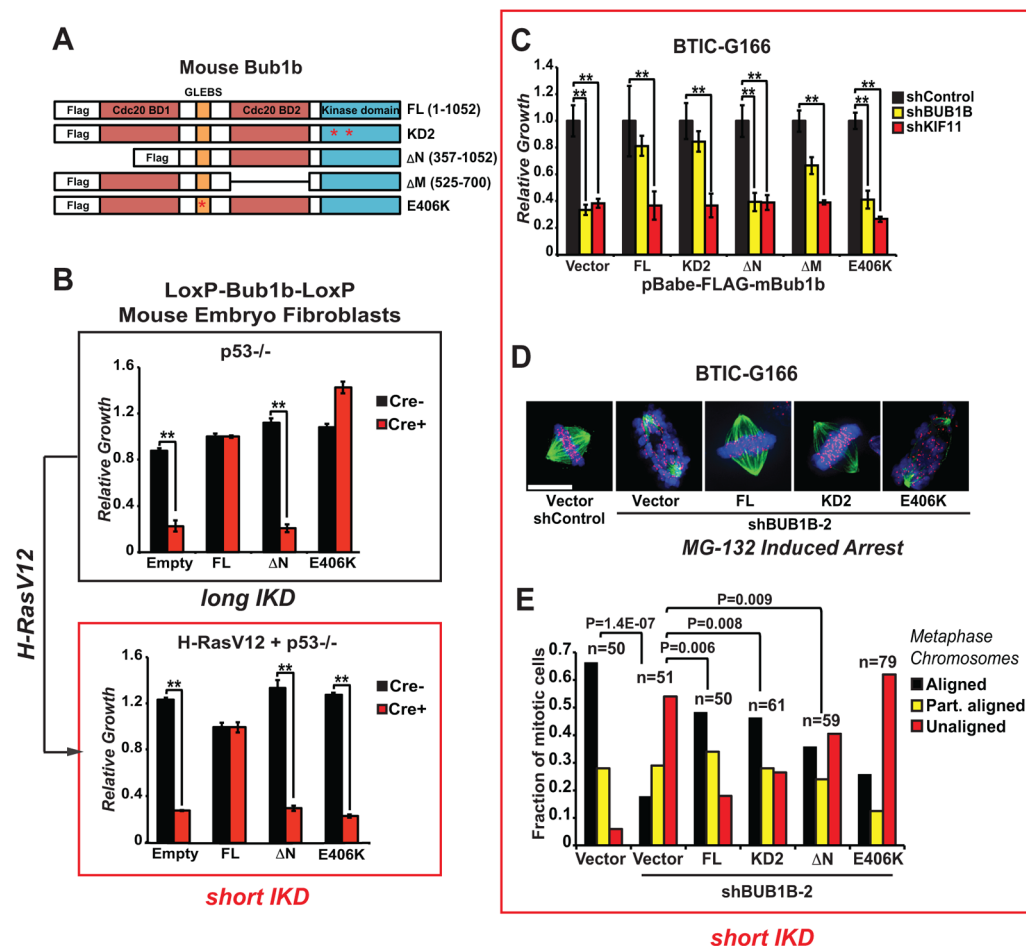 A
Mouse Bub1b
GLEBS
Flag Cdc20 BD1 Cdc20 BD2 Kinase domain FL (1-1052)
Flag * * KD2
Flag ΔN (357-1052)
Flag ΔM (525-700)
Flag * E406K
B
LoxP-Bub1b-LoxP
Mouse Embryo Fibroblasts
p53-/-
Relative Growth
1.6
1.2
0.8
0.4
0
**
**
Cre-
Cre+
Empty FL ΔN E406K
long IKD
H-RasV12
H-RasV12 + p53-/-
Relative Growth
1.6
1.2
0.8
0.4
0
**
**
**
Cre-
Cre+
Empty FL ΔN E406K
short IKD
C
BTIC-G166
Relative Growth
1.4
1.2
1.0
0.8
0.6
0.4
0.2
0.0
** ** ** ** ** ** ** ** **
shControl
shBUB1B
shKIF11
Vector FL KD2 ΔN ΔM E406K
pBabe-FLAG-mBub1b
D
BTIC-G166
Vector Vector FL KD2 E406K
shControl
shBUB1B-2
MG-132 Induced Arrest
E
Fraction of mitotic cells
0.7
0.6
0.5
0.4
0.3
0.2
0.1
0
P=0.009
P=1.4E-07
P=0.008
P=0.006
n=50
n=51
n=50
n=61
n=59
n=79
Metaphase
Chromosomes
Aligned
Part. aligned
Unaligned
Vector Vector FL KD2 ΔN E406K
shBUB1B-2
short IKD